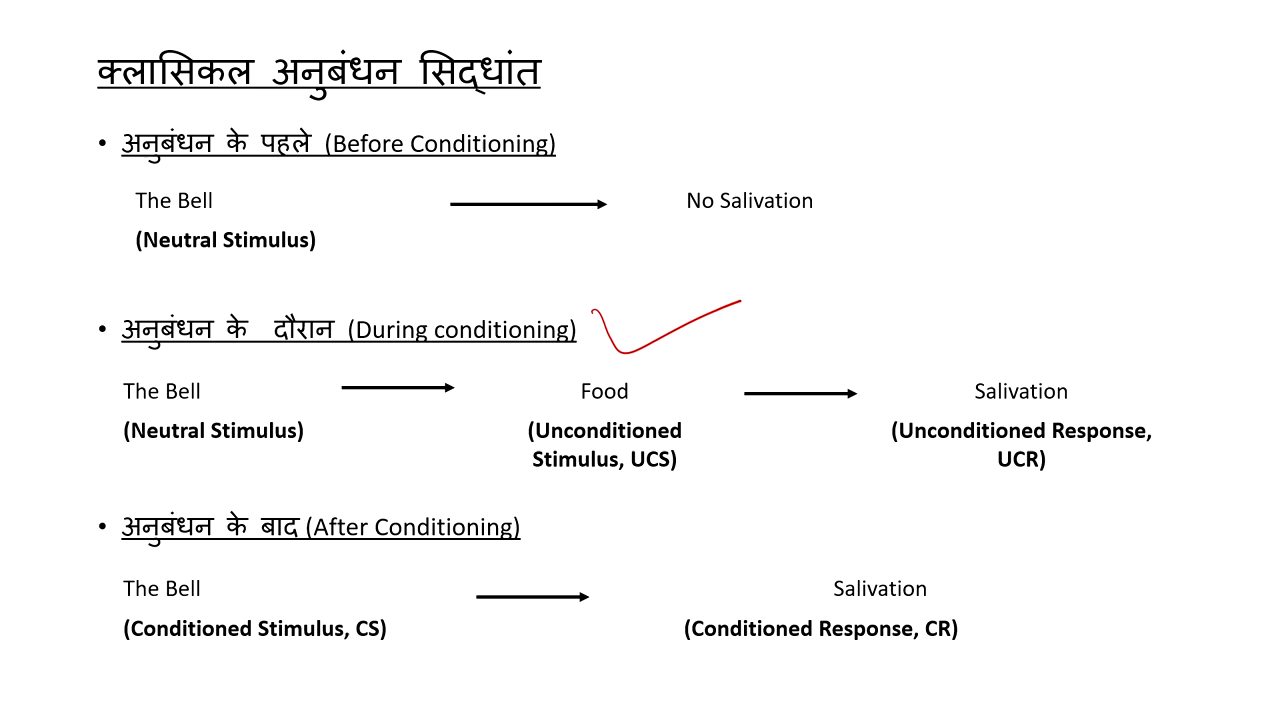 क्लासिकल अनुबंधन सिद्धांत
• अनुबंधन के पहले (Before Conditioning)
The Bell No Salivation
(Neutral Stimulus)
• अनुबंधन के दौरान (During conditioning)
The Bell Food Salivation
(Neutral Stimulus) (Unconditioned (Unconditioned Response,
Stimulus, UCS) UCR)
• अनुबंधन के बाद (After Conditioning)
The Bell Salivation
(Conditioned Stimulus, CS) (Conditioned Response, CR)